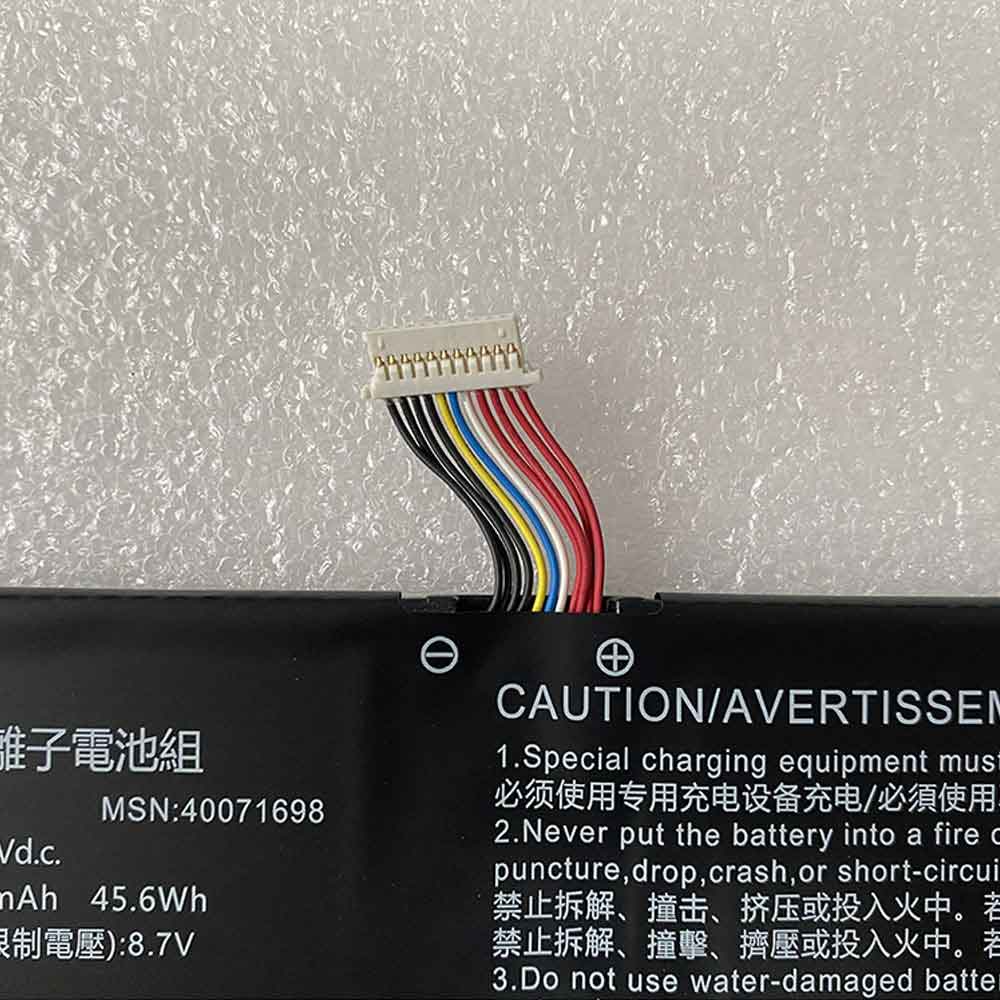 CAUTION/AVERTISSEM
離子電池組
MSN:40071698
Vd.c.
mAh 45.6Wh
限制電壓):8.7V
1.Special charging equipment must
必须使用专用充电设备充电/必須使用
2.Never put the battery into a fire
puncture,drop,crash,or short-circui
禁止拆解、撞击、挤压或投入火中。若
禁止拆解、撞擊、擠壓或投入火中。若
3.Do not use water-damaged batte